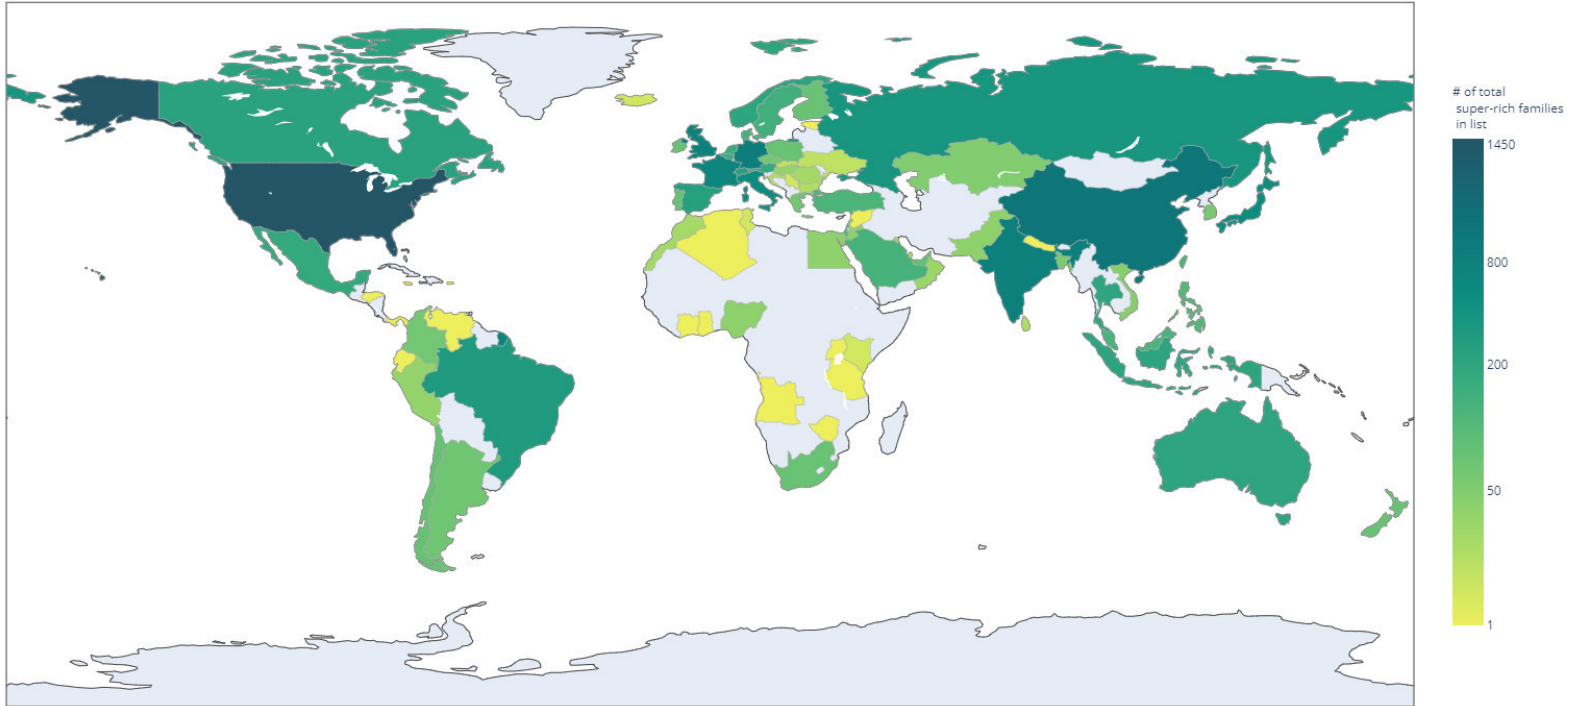 # of total
super-rich families
in list
1450
800
200
50
1